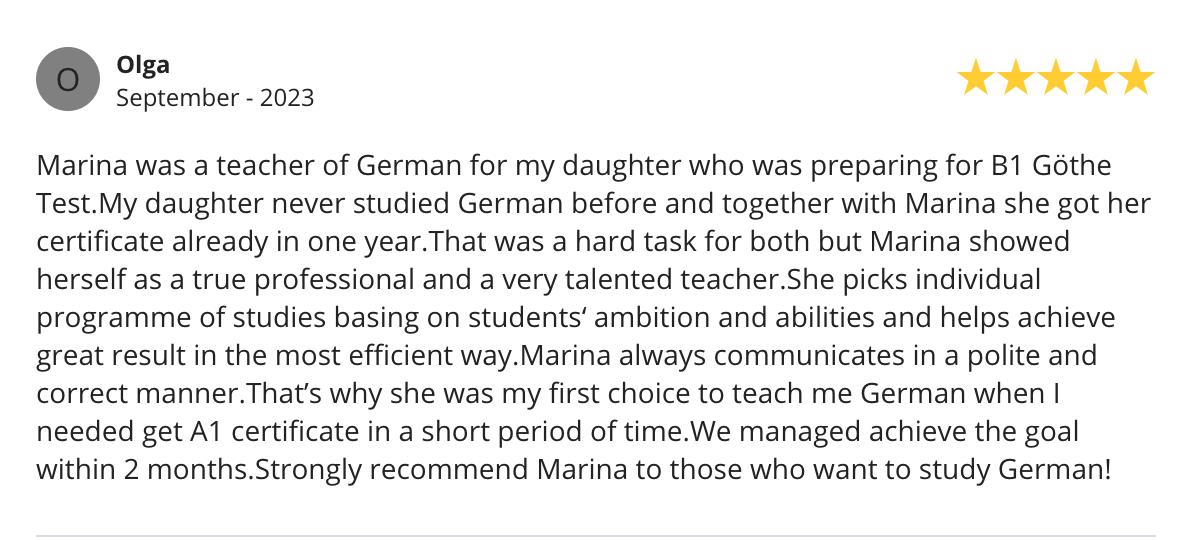 O
Olga
September - 2023
Marina was a teacher of German for my daughter who was preparing for B1 Göthe
Test.My daughter never studied German before and together with Marina she got her
certificate already in one year.That was a hard task for both but Marina showed
herself as a true professional and a very talented teacher.She picks individual
programme of studies basing on students‘ ambition and abilities and helps achieve
great result in the most efficient way.Marina always communicates in a polite and
correct manner.That’s why she was my first choice to teach me German when I
needed get A1 certificate in a short period of time.We managed achieve the goal
within 2 months.Strongly recommend Marina to those who want to study German!